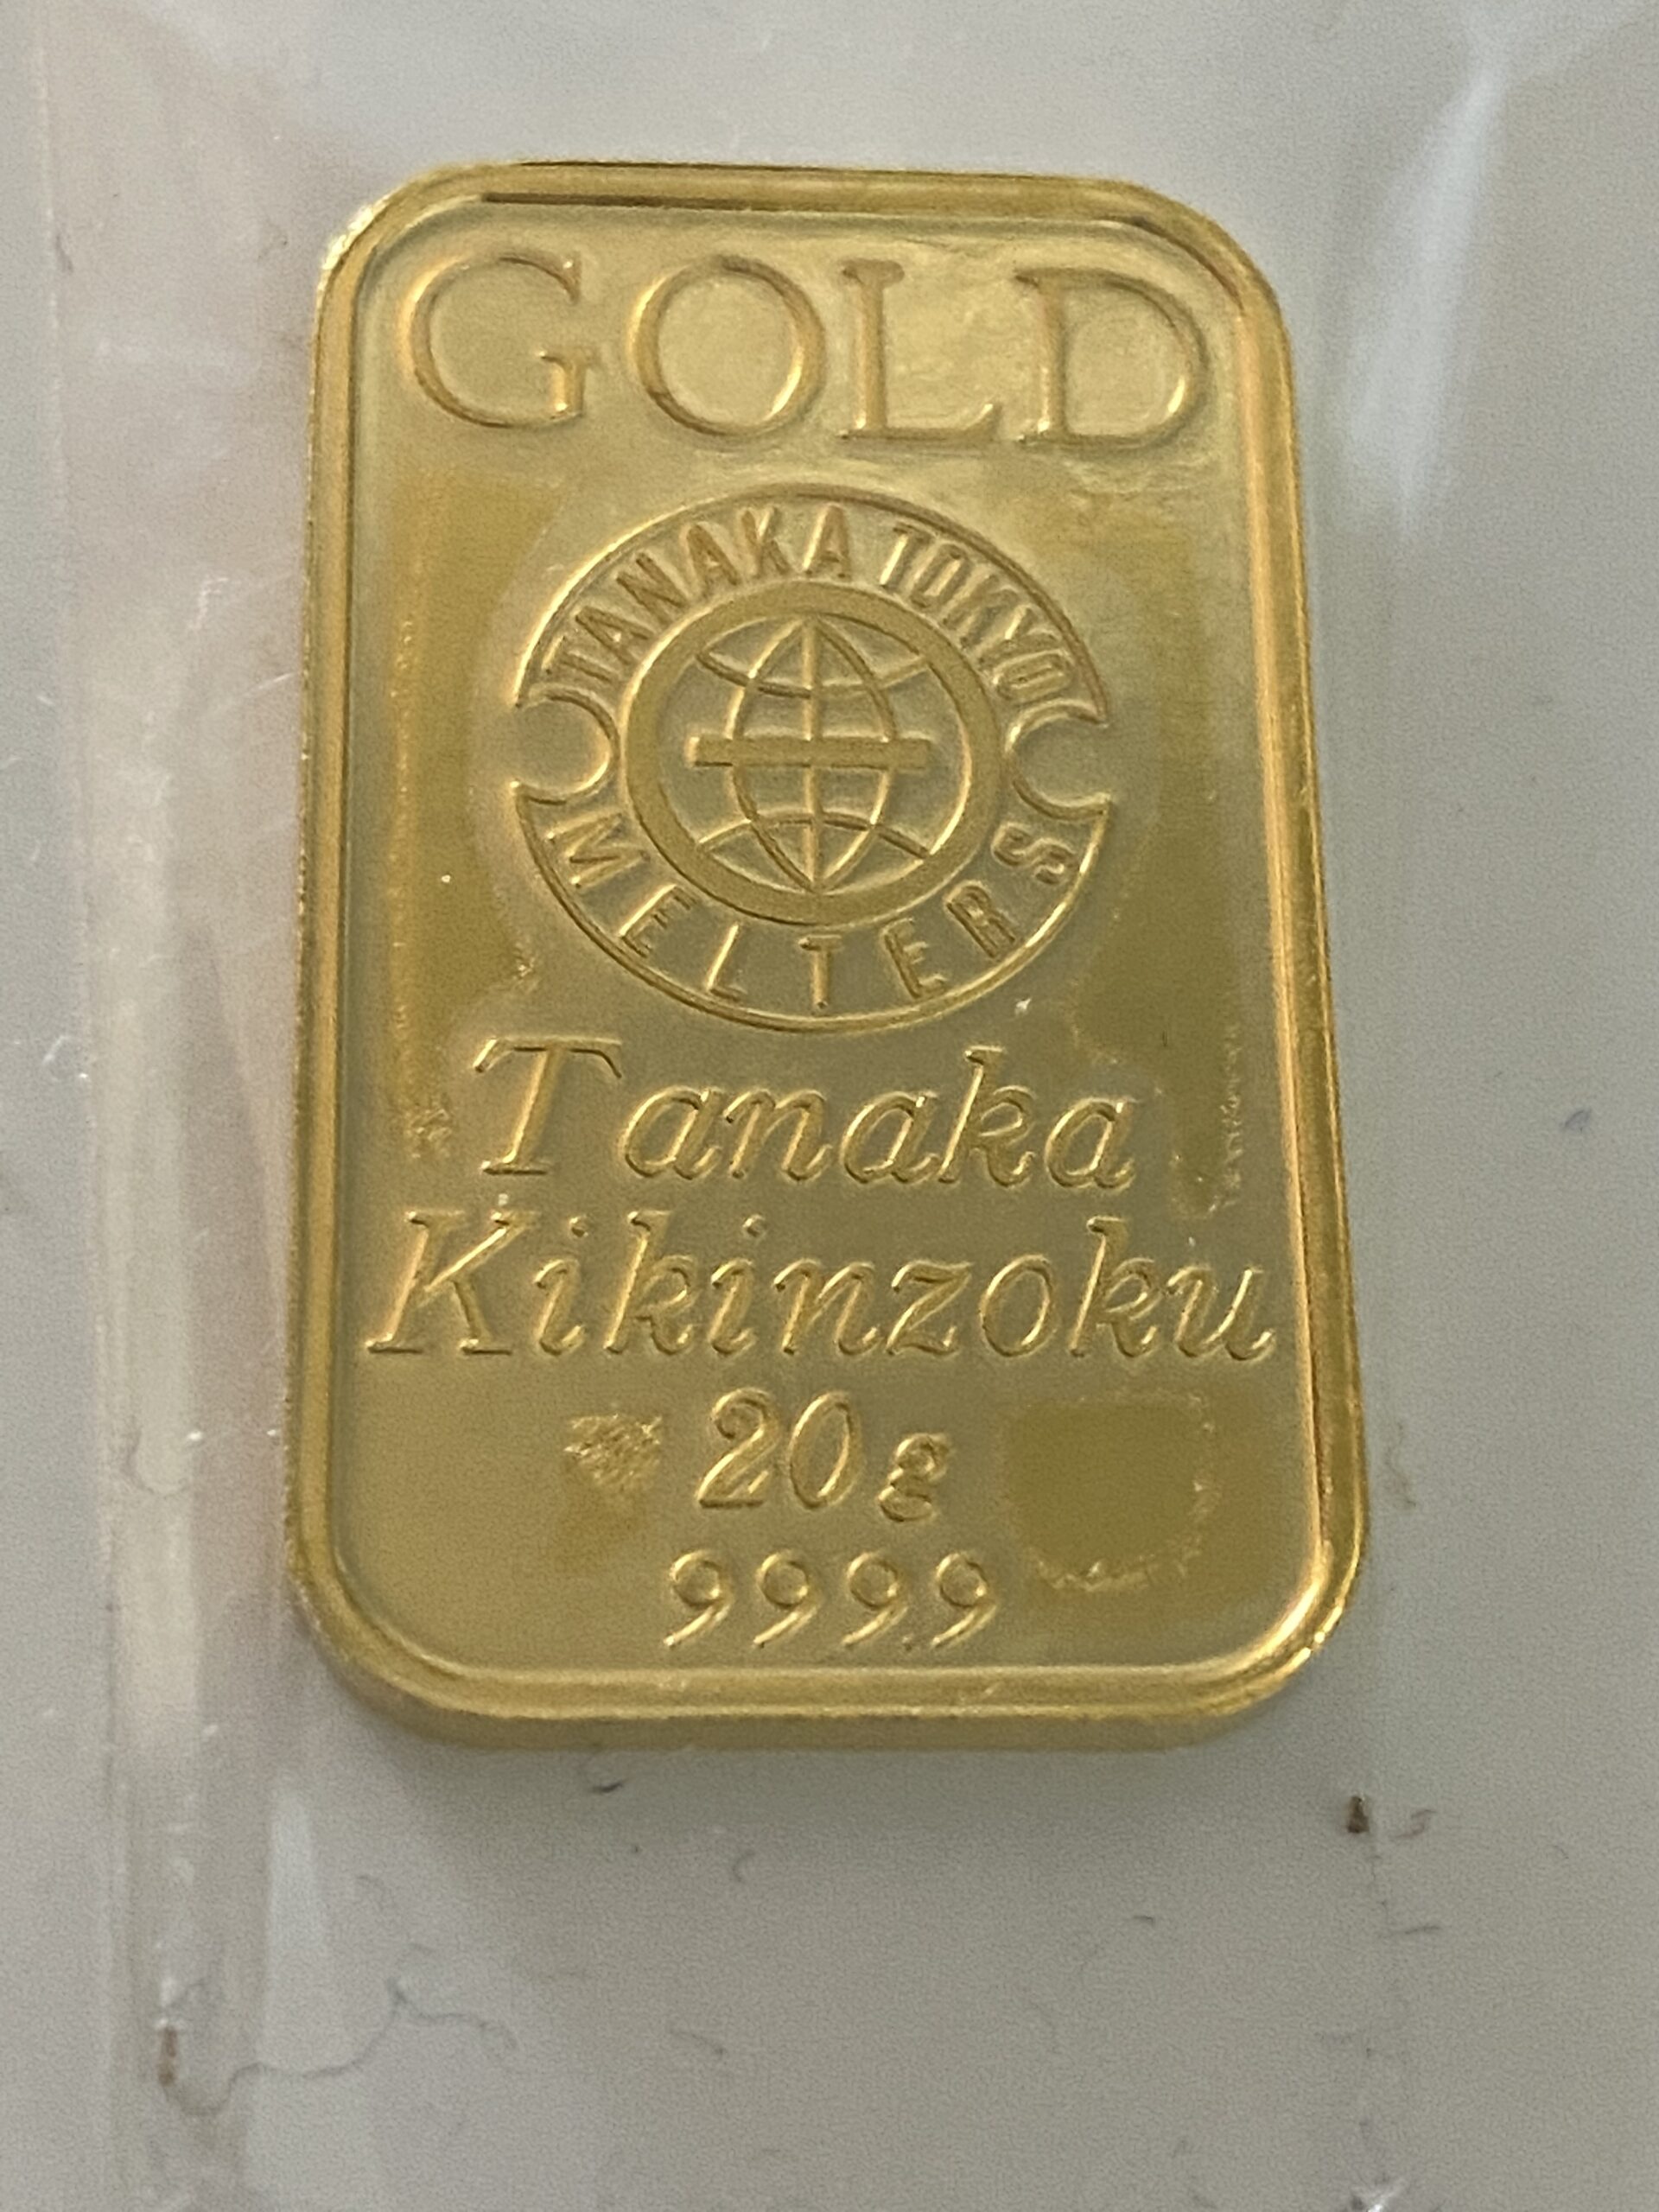 GOLD
TANAKA TOKYO
MELTERS
Tanaka
Kikinzoku
20g
9999